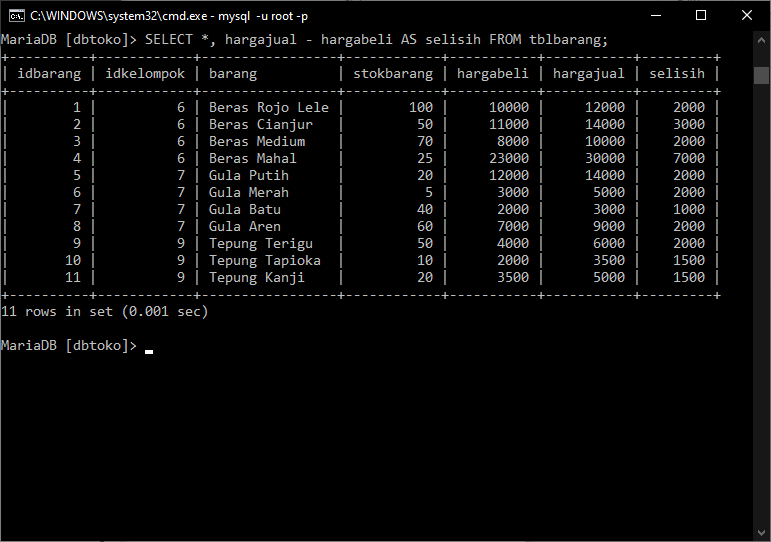 C:\WINDOWS\system32\cmd.exe - mysql  -u root -p
MariaDB [dbtoko]> SELECT *, hargajual - hargabeli AS selisih FROM tblbarang;
+----------+------------+-----------------+------------+-----------+-----------+---------+
| idbarang | idkelompok | barang          | stokbarang | hargabeli | hargajual | selisih |
+----------+------------+-----------------+------------+-----------+-----------+---------+
|        1 |          6 | Beras Rojo Lele |        100 |     10000 |     12000 |    2000 |
|        2 |          6 | Beras Cianjur   |         50 |     11000 |     14000 |    3000 |
|        3 |          6 | Beras Medium    |         70 |      8000 |     10000 |    2000 |
|        4 |          6 | Beras Mahal     |         25 |     23000 |     30000 |    7000 |
|        5 |          7 | Gula Putih      |         20 |     12000 |     14000 |    2000 |
|        6 |          7 | Gula Merah      |          5 |      3000 |      5000 |    2000 |
|        7 |          7 | Gula Batu       |         40 |      2000 |      3000 |    1000 |
|        8 |          7 | Gula Aren       |         60 |      7000 |      9000 |    2000 |
|        9 |          9 | Tepung Terigu   |         50 |      4000 |      6000 |    2000 |
|       10 |          9 | Tepung Tapioka  |         10 |      2000 |      3500 |    1500 |
|       11 |          9 | Tepung Kanji    |         20 |      3500 |      5000 |    1500 |
+----------+------------+-----------------+------------+-----------+-----------+---------+
11 rows in set (0.001 sec)
MariaDB [dbtoko]>